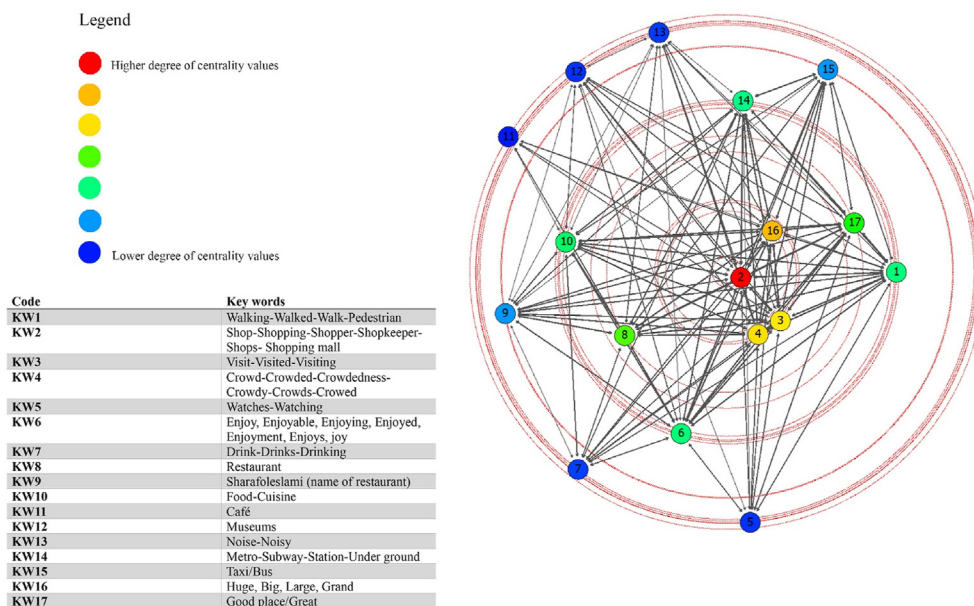 Legend
Higher degree of centrality values
Lower degree of centrality values
Code Key words
KW1 Walking-Walked-Walk-Pedestrian
KW2 Shop-Shopping-Shopper-Shopkeeper-
Shops- Shopping mall
KW3 Visit-Visited-Visiting
KW4 Crowd-Crowded-Crowdedness-
Crowdy-Crowds-Crowed
KW5 Watches-Watching
KW6 Enjoy, Enjoyable, Enjoying, Enjoyed,
Enjoyment, Enjoys, joy
KW7 Drink-Drinks-Drinking
KW8 Restaurant
KW9 Sharafoleslami (name of restaurant)
KW10 Food-Cuisine
KW11 Café
KW12 Museums
KW13 Noise-Noisy
KW14 Metro-Subway-Station-Under ground
KW15 Taxi/Bus
KW16 Huge, Big, Large, Grand
KW17 Good place/Great
13
12
15
14
11
17
16
10
1
2
9
3
4
8
6
7
5